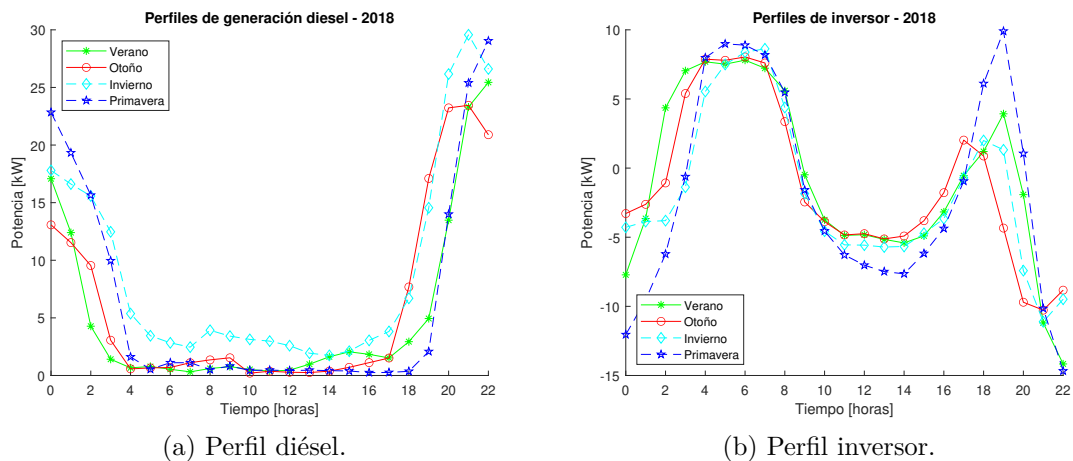 Perfiles de generación diesel - 2018
30
25
20
15
10
5
0
Potencia [kW]
Verano
Otoño
Invierno
Primavera
0 2 4 6 8 10 12 14 16 18 20 22
Tiempo [horas]
(a) Perfil diésel.
Perfiles de inversor - 2018
10
5
0
-5
-10
-15
Potencia [kW]
Verano
Otoño
Invierno
Primavera
0 2 4 6 8 10 12 14 16 18 20 22
Tiempo [horas]
(b) Perfil inversor.